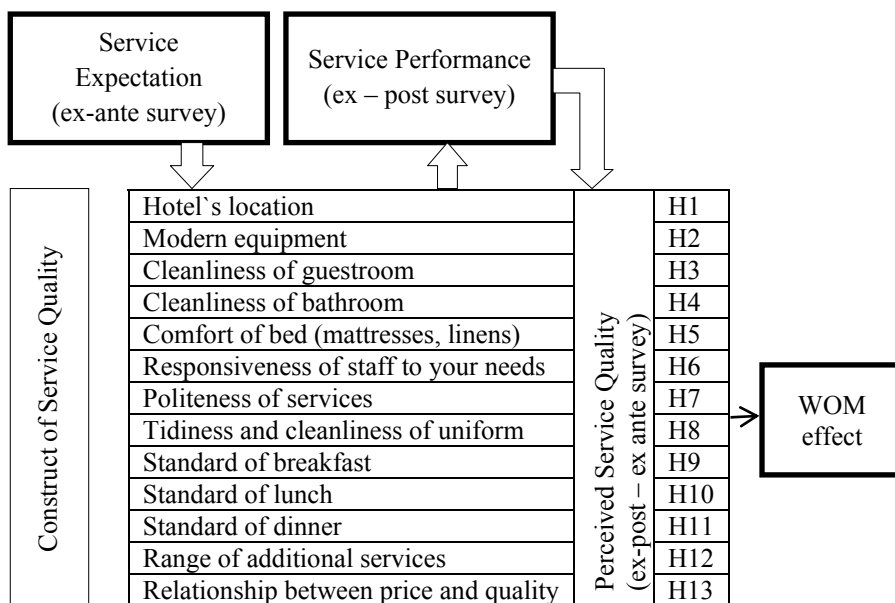 Service
Expectation
(ex-ante survey)
Service Performance
(ex – post survey)
Construct of Service Quality
Hotel`s location
Modern equipment
Cleanliness of guestroom
Cleanliness of bathroom
Comfort of bed (mattresses, linens)
Responsiveness of staff to your needs
Politeness of services
Tidiness and cleanliness of uniform
Standard of breakfast
Standard of lunch
Standard of dinner
Range of additional services
Relationship between price and quality
Perceived Service Quality
(ex-post – ex ante survey)
H1
H2
H3
H4
H5
H6
H7
H8
H9
H10
H11
H12
H13
WOM
effect